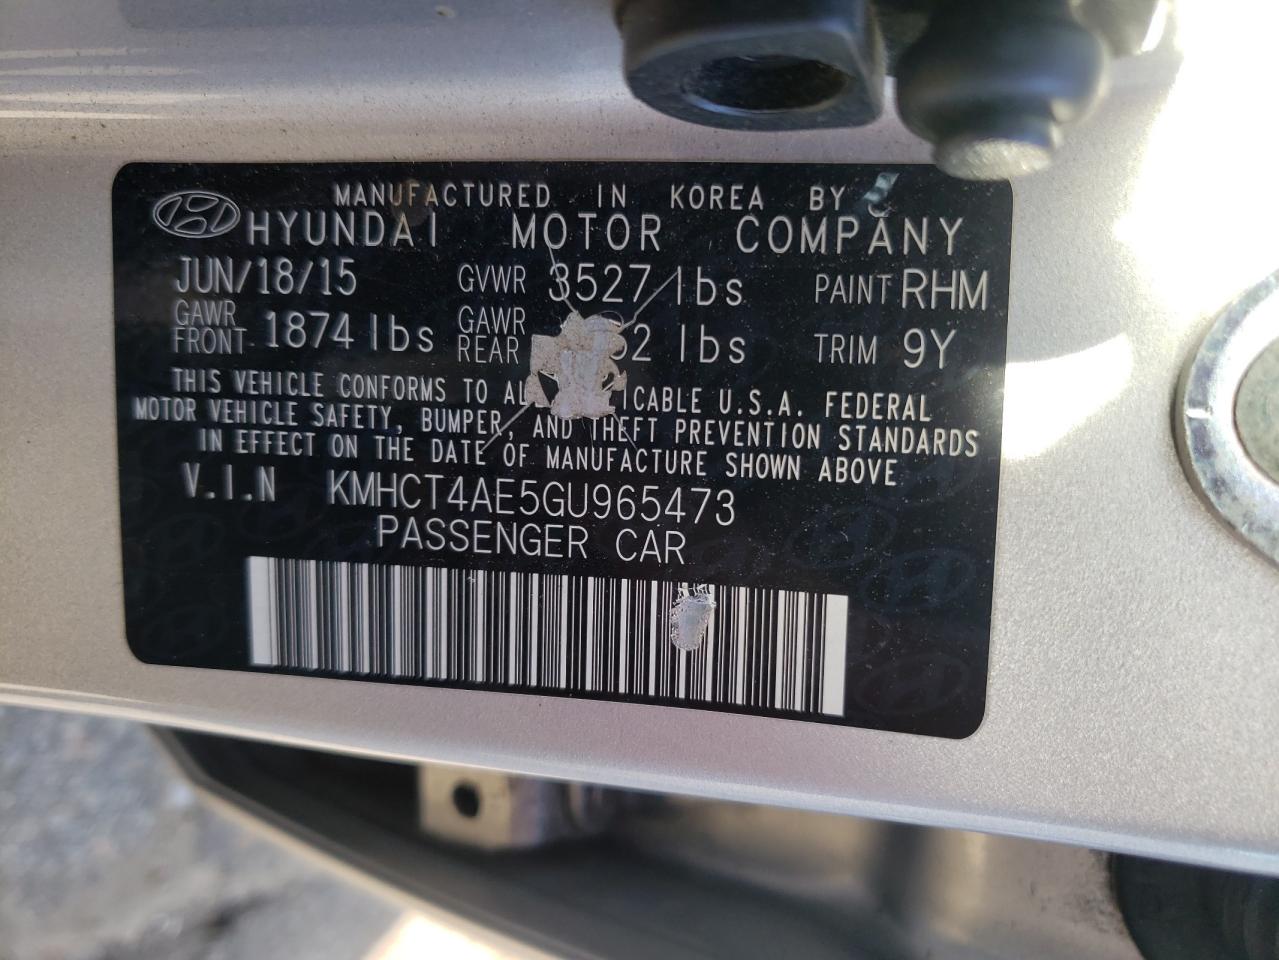 MANUFACTURED IN KOREA BY
HYUNDAI MOTOR COMPANY
JUN/18/15 GVWR 3527 lbs PAINT RHM
GAWR FRONT 1874 lbs GAWR REAR lbs TRIM 9Y
THIS VEHICLE CONFORMS TO U.S.A. FEDERAL
MOTOR VEHICLE SAFETY, BUMPER, AND THEFT PREVENTION STANDARDS
IN EFFECT ON THE DATE OF MANUFACTURE SHOWN ABOVE
V.I.N KMHCT4AE5GU965473
PASSENGER CAR